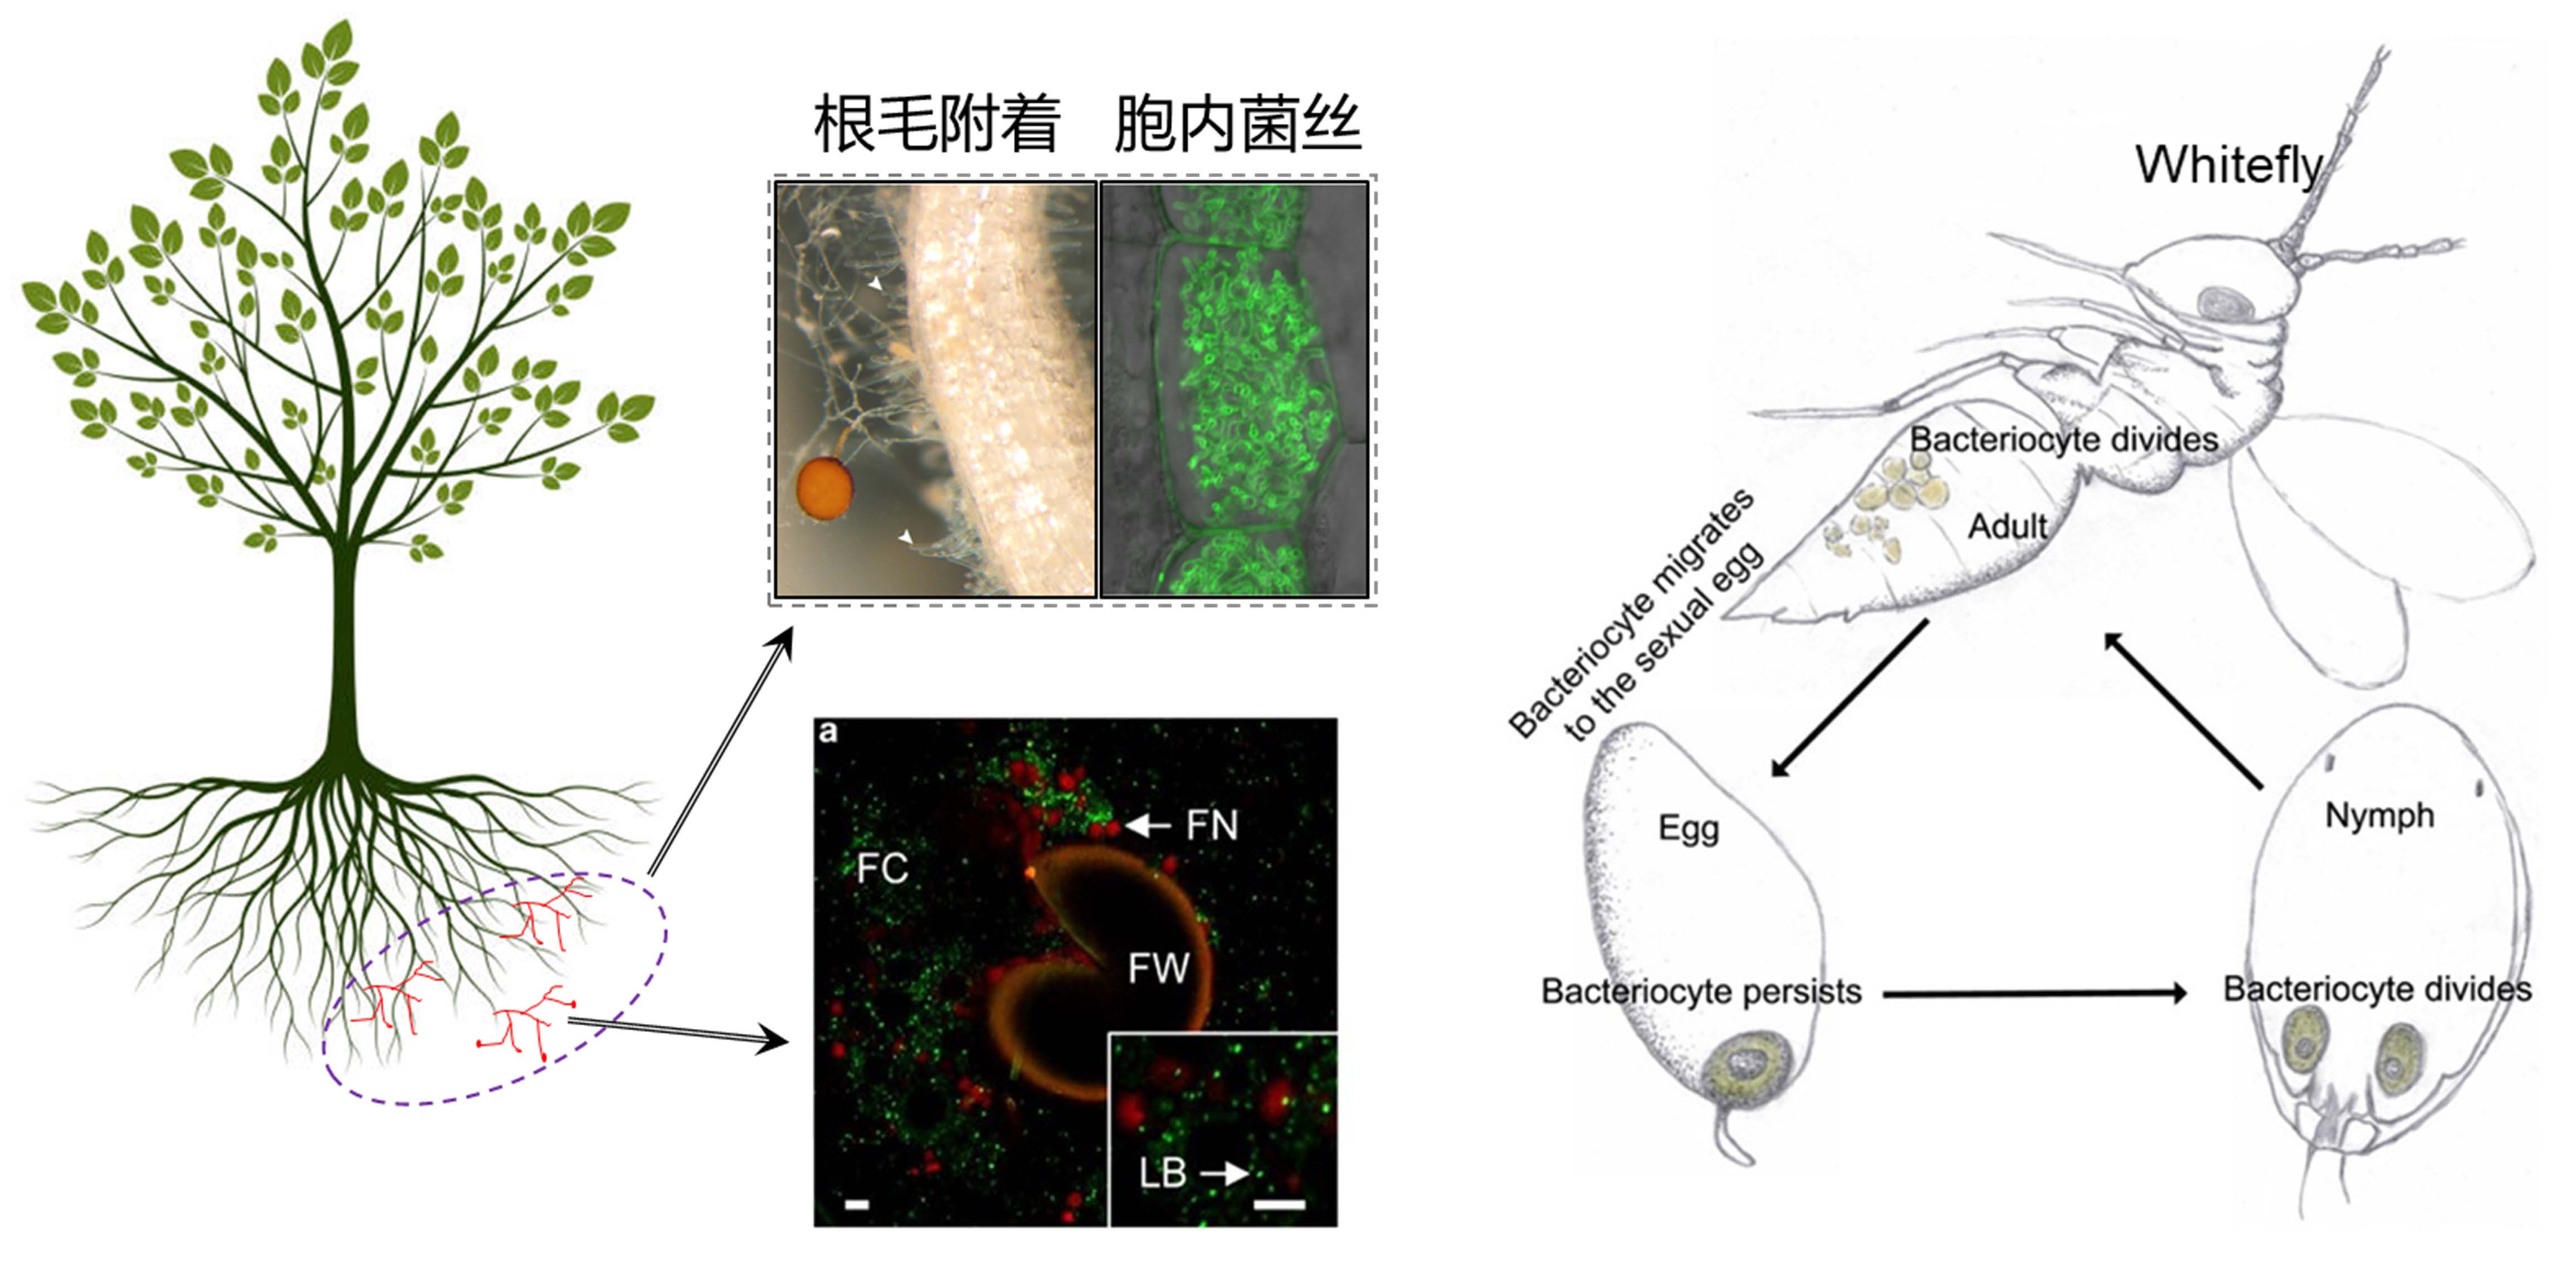 根毛附着
胞内菌丝
a
FN
FC
FW
LB
Whitefly
Bacteriocyte divides
Adult
Bacteriocyte migrates
to the sexual egg
Egg
Bacteriocyte persists
Nymph
Bacteriocyte divides